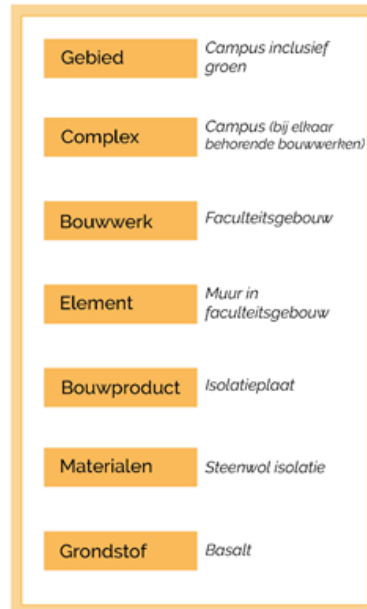 Gebied
Campus inclusief
groen
Complex
Campus (bij elkaar
behorende bouwwerken)
Bouwwerk
Faculteitsgebouw
Element
Muur in
faculteitsgebouw
Bouwproduct
Isolatieplaat
Materialen
Steenwol isolatie
Grondstof
Basalt